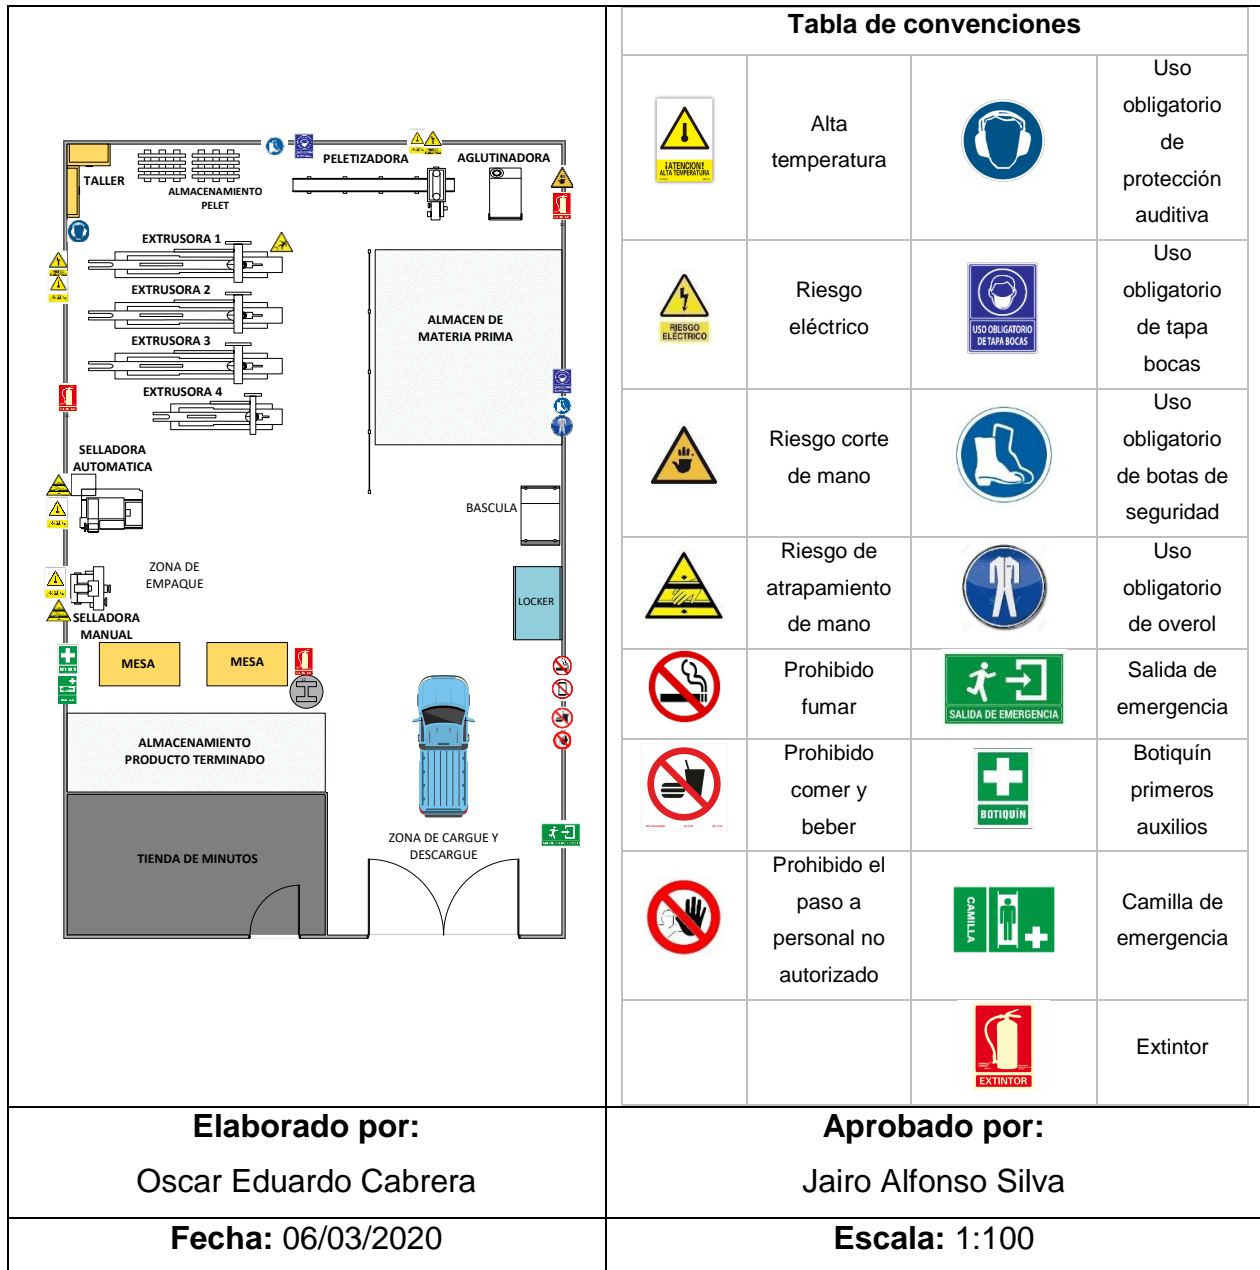 TALLER
ALMACENAMIENTO
PELET
PELETIZADORA
AGLUTINADORA
EXTRUSORA 1
EXTRUSORA 2
EXTRUSORA 3
EXTRUSORA 4
ALMACEN DE
MATERIA PRIMA
SELLADORA
AUTOMATICA
BASCULA
ZONA DE
EMPAQUE
LOCKER
SELLADORA
MANUAL
MESA
MESA
ALMACENAMIENTO
PRODUCTO TERMINADO
TIENDA DE MINUTOS
ZONA DE CARGUE Y
DESCARGUE
Tabla de convenciones
¡ATENCION!
ALTA TEMPERATURA
Alta
temperatura
Uso
obligatorio
de
protección
auditiva
RIESGO
ELÉCTRICO
Riesgo
eléctrico
USO OBLIGATORIO
DE TAPA BOCAS
Uso
obligatorio
de tapa
bocas
Riesgo corte
de mano
Uso
obligatorio
de botas de
seguridad
Riesgo de
atrapamiento
de mano
Uso
obligatorio
de overol
Prohibido
fumar
SALIDA DE EMERGENCIA
Salida de
emergencia
Prohibido
comer y
beber
BOTIQUÍN
Botiquín
primeros
auxilios
Prohibido el
paso a
personal no
autorizado
CAMILLA
Camilla de
emergencia
EXTINTOR
Extintor
Elaborado por:
Oscar Eduardo Cabrera
Aprobado por:
Jairo Alfonso Silva
Fecha: 06/03/2020
Escala: 1:100